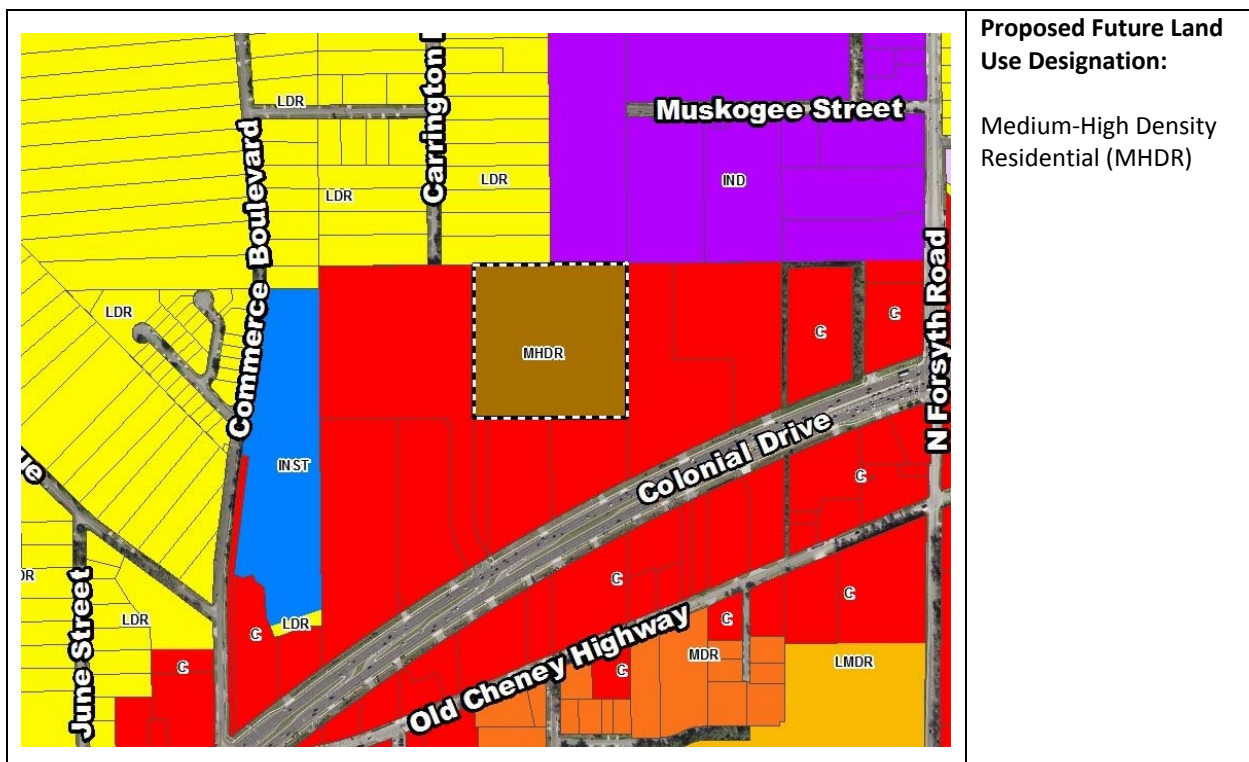 Proposed Future Land
Use Designation:
Medium-High Density
Residential (MHDR)
Carrington
LDR
Muskogee Street
Commerce Boulevard
LDR
LDR
IND
N Forsyth Road
LDR
MHDR
C
C
INST
Colonial Drive
C
June Street
LDR
LDR
C
C
C
Old Cheney Highway
C
C
MDR
LMDR
C